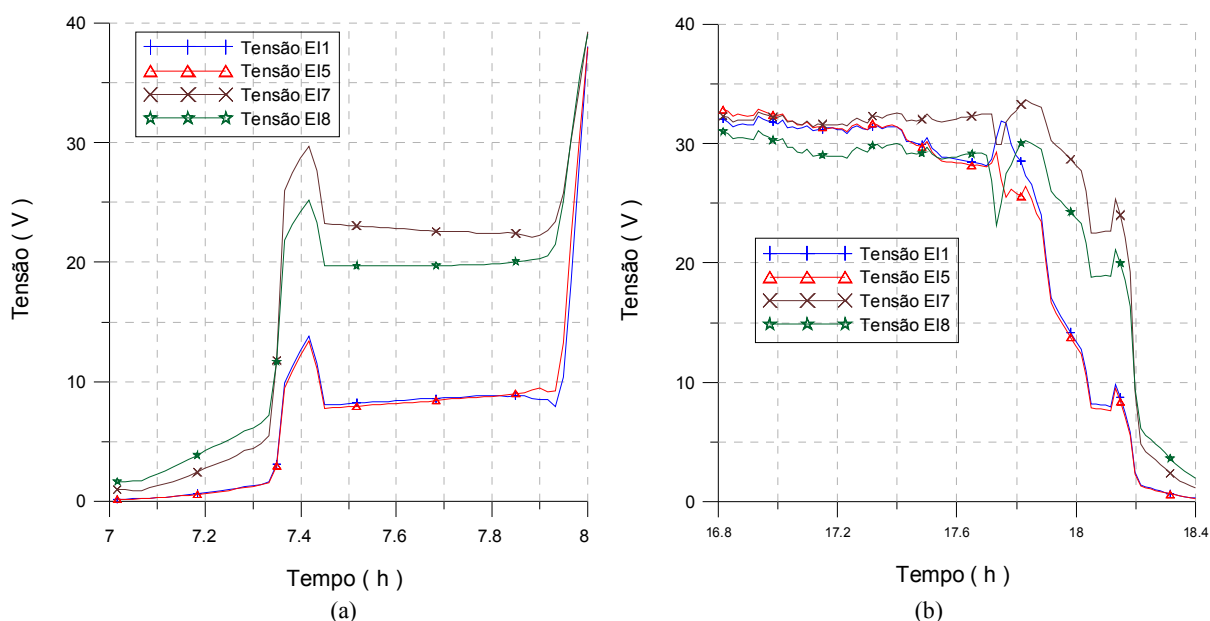 40
30
20
10
0
Tensão ( V )
Tensão EI1
Tensão EI5
Tensão EI7
Tensão EI8
7
7.2
7.4
7.6
7.8
8
Tempo ( h )
(a)
40
30
20
10
0
Tensão ( V )
Tensão EI1
Tensão EI5
Tensão EI7
Tensão EI8
16.8
17.2
17.6
18
18.4
Tempo ( h )
(b)